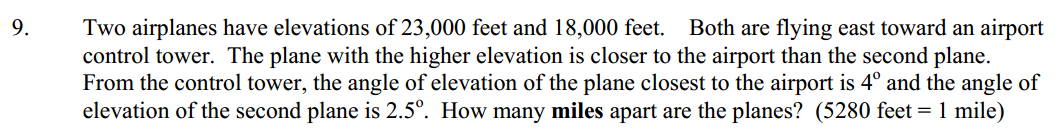 9. Two airplanes have elevations of 23,000 feet and 18,000 feet. Both are flying east toward an airport
control tower. The plane with the higher elevation is closer to the airport than the second plane.
From the control tower, the angle of elevation of the plane closest to the airport is 4° and the angle of
elevation of the second plane is 2.5°. How many miles apart are the planes? (5280 feet = 1 mile)